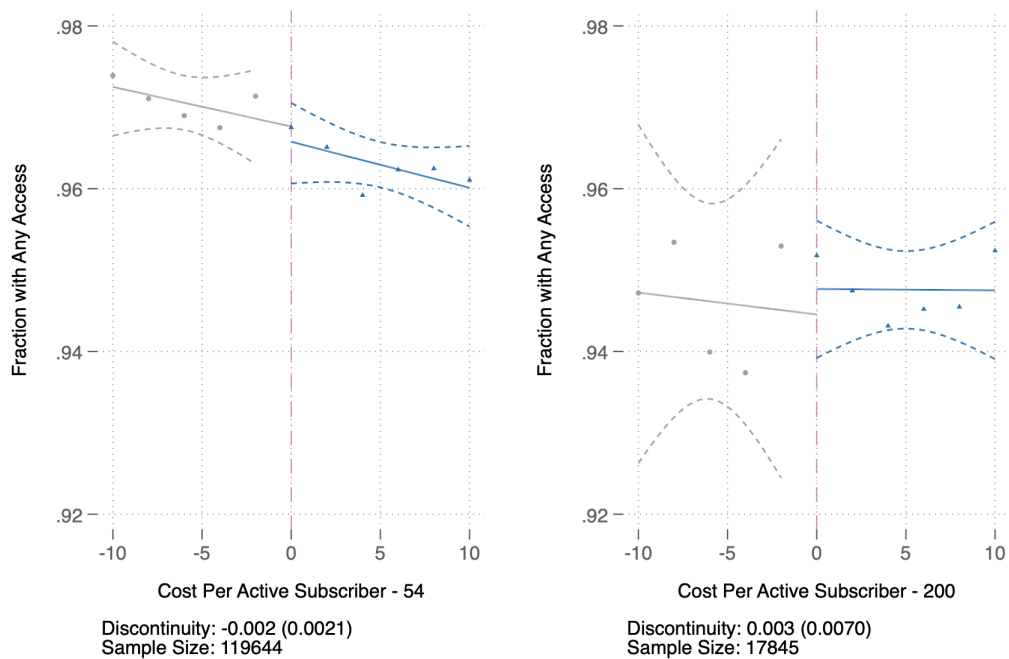 .98
.96
.94
.92
Fraction with Any Access
-10 -5 0 5 10
Cost Per Active Subscriber - 54
Discontinuity: -0.002 (0.0021)
Sample Size: 119644
.98
.96
.94
.92
Fraction with Any Access
-10 -5 0 5 10
Cost Per Active Subscriber - 200
Discontinuity: 0.003 (0.0070)
Sample Size: 17845